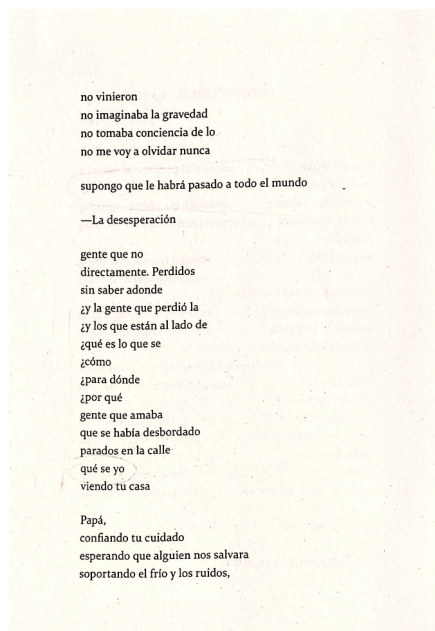 no vinieron
no imaginaba la gravedad
no tomaba conciencia de lo
no me voy a olvidar nunca
supongo que le habrá pasado a todo el mundo
—La desesperación
gente que no
directamente. Perdidos
sin saber adonde
¿y la gente que perdió la
¿y los que están al lado de
¿qué es lo que se
¿cómo
¿para dónde
¿por qué
gente que amaba
que se había desbordado
parados en la calle
qué se yo
viendo tu casa
Papá,
confiando tu cuidado
esperando que alguien nos salvara
soportando el frío y los ruidos,